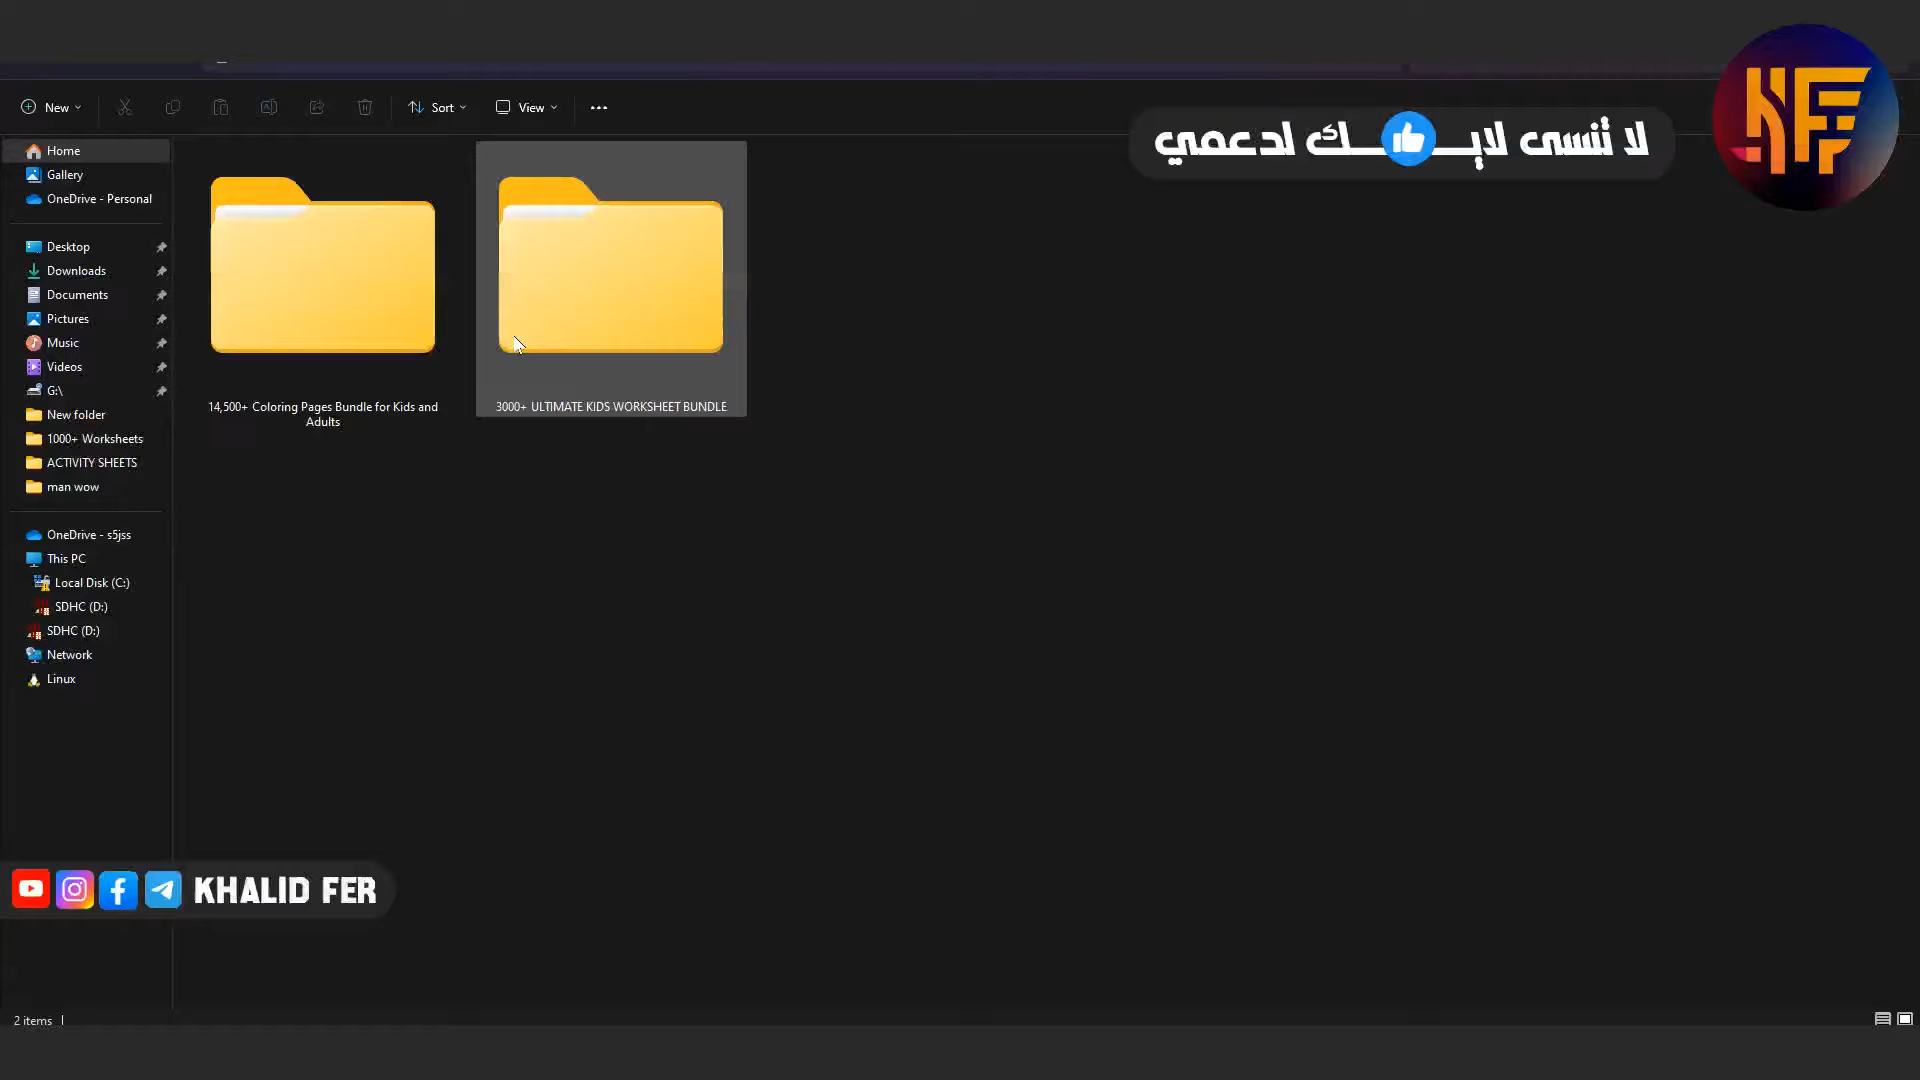 New
Sort
View
لا تنسى لايـــك لدعمي
Home
Gallery
OneDrive - Personal
Desktop
Downloads
Documents
Pictures
Music
Videos
G:\
New folder
1000+ Worksheets
ACTIVITY SHEETS
man wow
OneDrive - s5jss
This PC
Local Disk (C:)
SDHC (D:)
SDHC (D:)
Network
Linux
14,500+ Coloring Pages Bundle for Kids and
Adults
3000+ ULTIMATE KIDS WORKSHEET BUNDLE
KHALID FER
2 items
KF